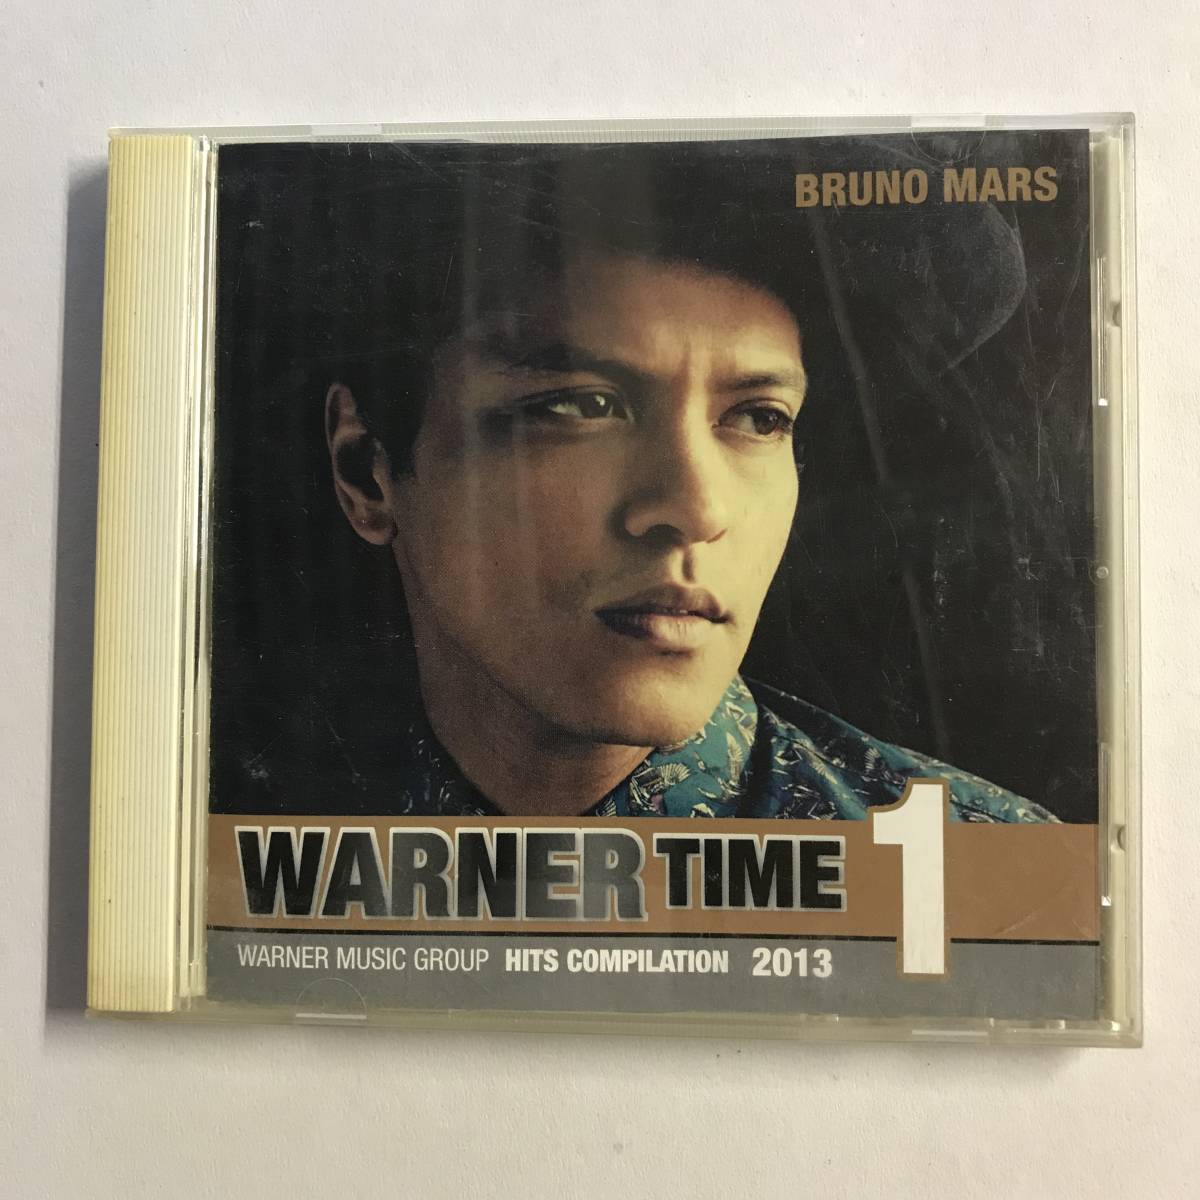 BRUNO MARS
WARNER TIME 1
WARNER MUSIC GROUP HITS COMPILATION 2013